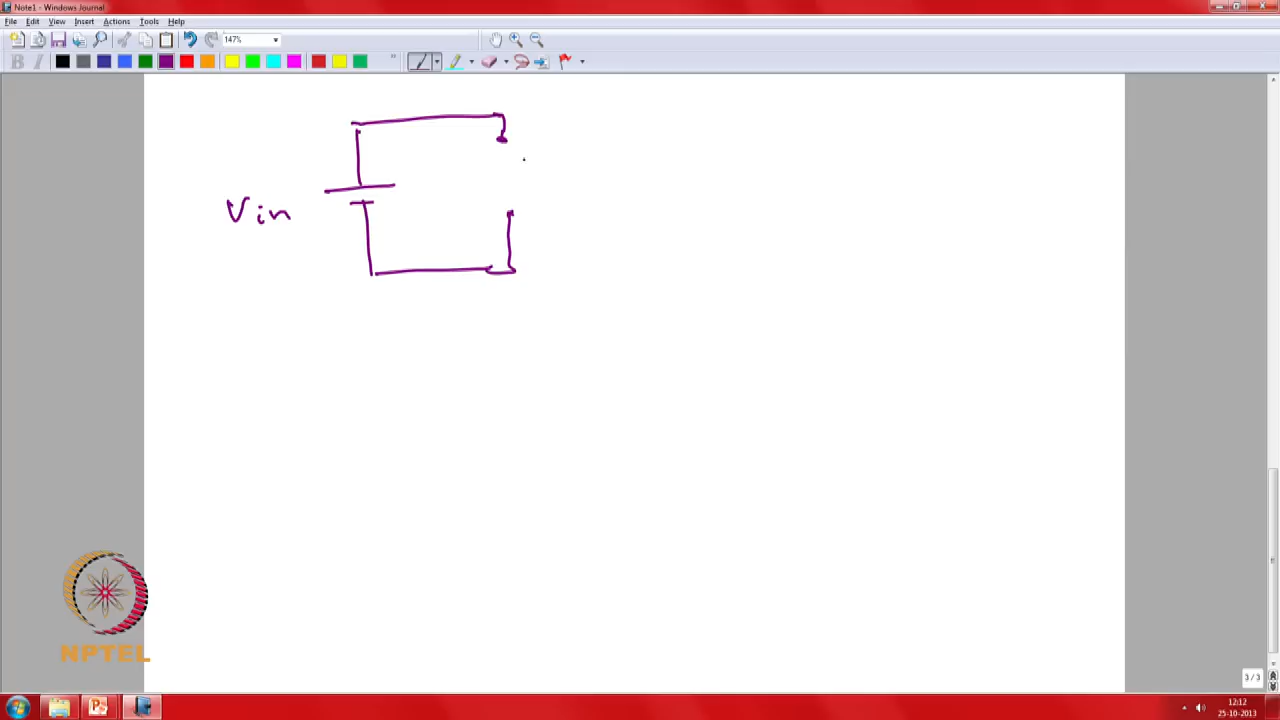 Note1 - Windows Journal
File Edit View Insert Actions Tools Help
147%
B I
Vin
NPTEL
3 / 3
12:12
25-10-2013